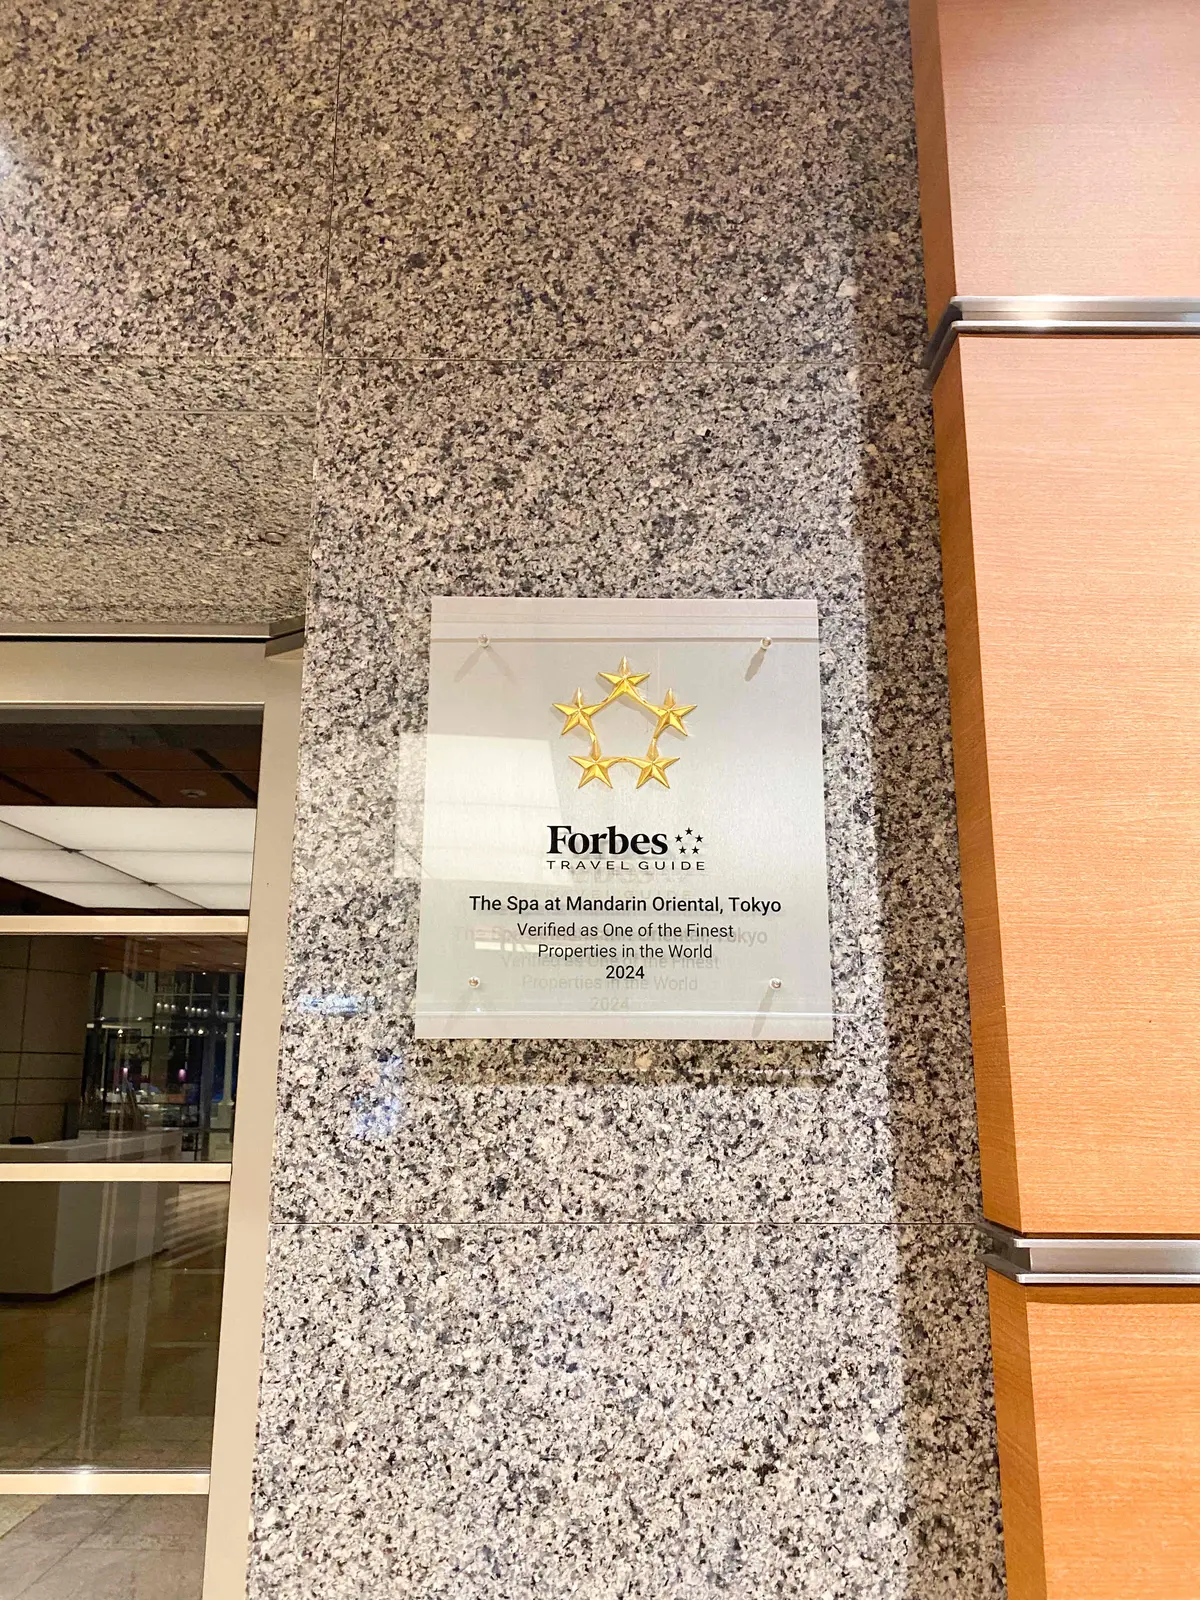 Forbes
TRAVEL GUIDE
The Spa at Mandarin Oriental, Tokyo
Verified as One of the Finest
Properties in the World
2024